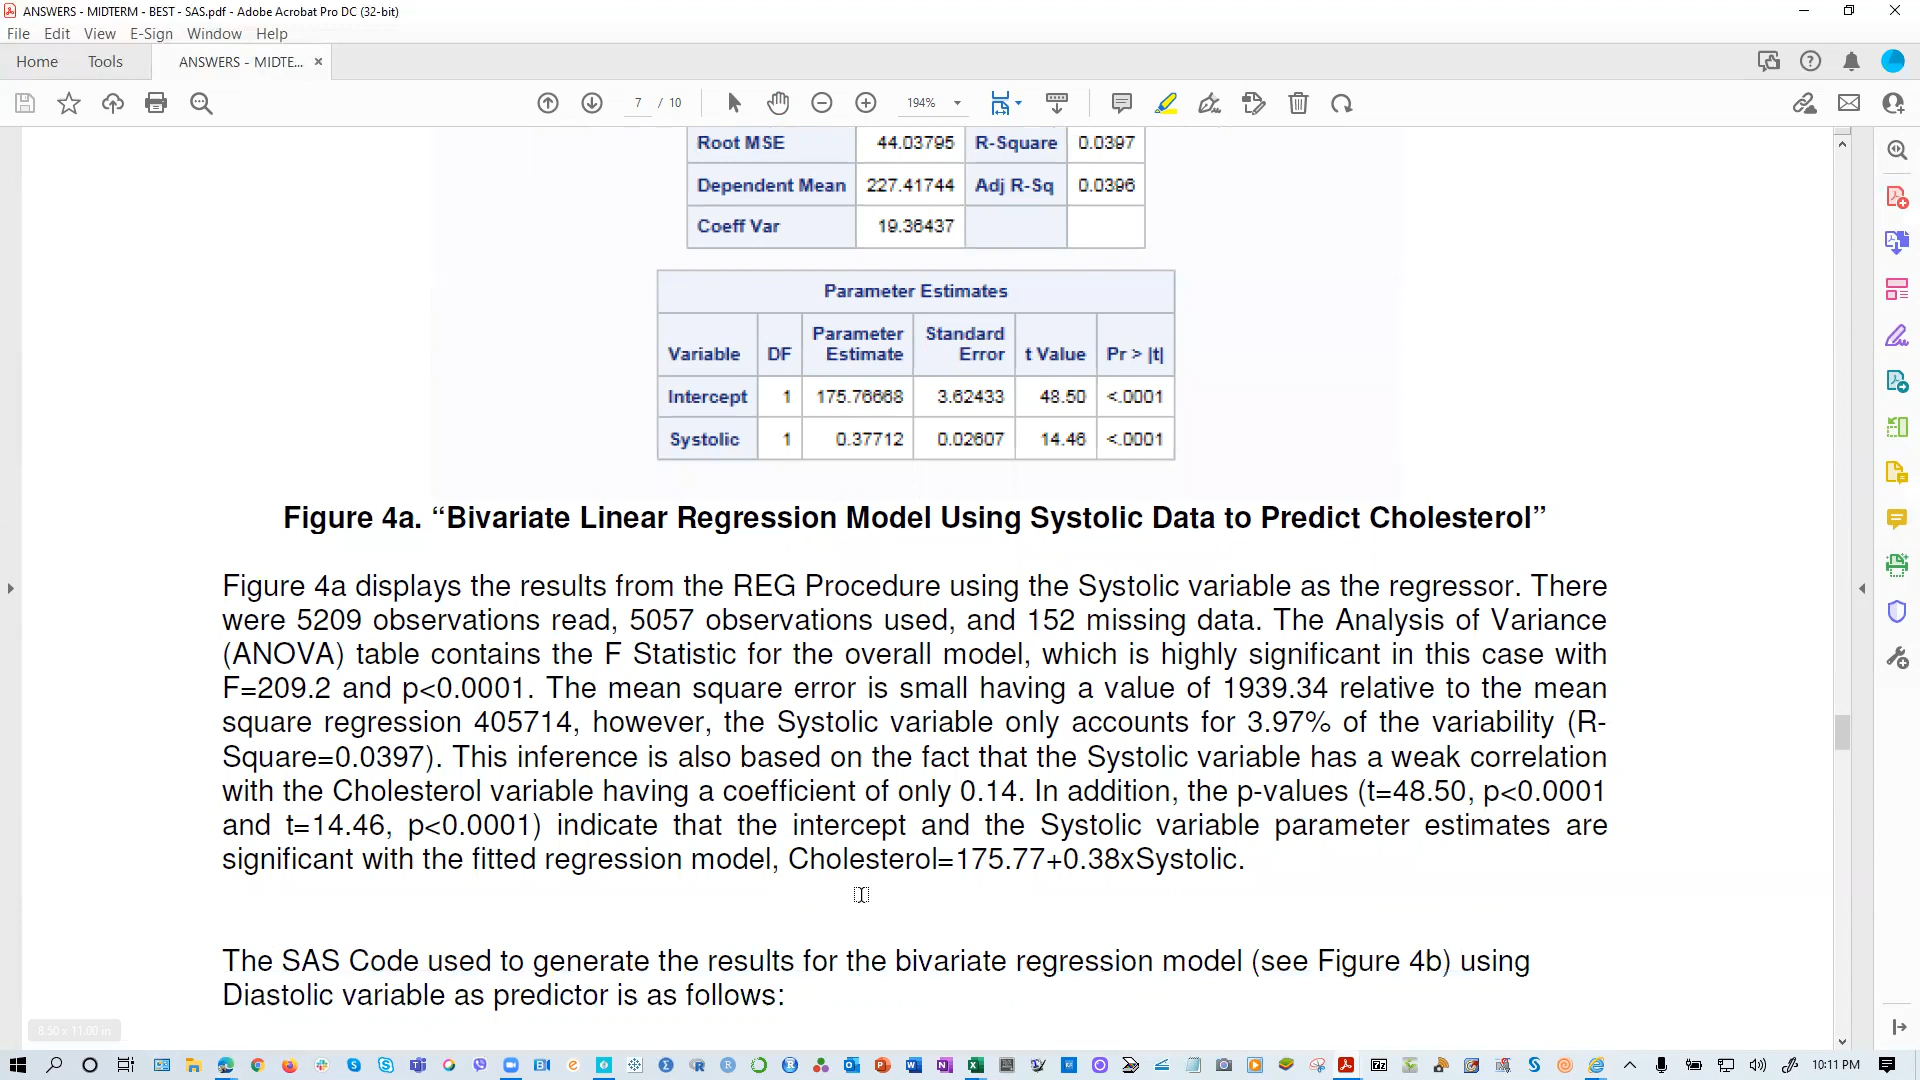 ANSWERS - MIDTERM - BEST - SAS.pdf - Adobe Acrobat Pro DC (32-bit)
File Edit View E-Sign Window Help
Home Tools ANSWERS - MIDTE... ×
7 / 10 194%
Root MSE 44.03795 R-Square 0.0397
Dependent Mean 227.41744 Adj R-Sq 0.0396
Coeff Var 19.36437
Parameter Estimates
Variable DF Parameter Estimate Standard Error t Value Pr > |t|
Intercept 1 175.76668 3.62433 48.50 <.0001
Systolic 1 0.37712 0.02607 14.46 <.0001
Figure 4a. “Bivariate Linear Regression Model Using Systolic Data to Predict Cholesterol”
Figure 4a displays the results from the REG Procedure using the Systolic variable as the regressor. There
were 5209 observations read, 5057 observations used, and 152 missing data. The Analysis of Variance
(ANOVA) table contains the F Statistic for the overall model, which is highly significant in this case with
F=209.2 and p<0.0001. The mean square error is small having a value of 1939.34 relative to the mean
square regression 405714, however, the Systolic variable only accounts for 3.97% of the variability (R-
Square=0.0397). This inference is also based on the fact that the Systolic variable has a weak correlation
with the Cholesterol variable having a coefficient of only 0.14. In addition, the p-values (t=48.50, p<0.0001
and t=14.46, p<0.0001) indicate that the intercept and the Systolic variable parameter estimates are
significant with the fitted regression model, Cholesterol=175.77+0.38xSystolic.
The SAS Code used to generate the results for the bivariate regression model (see Figure 4b) using
Diastolic variable as predictor is as follows:
8.50 x 11.00 in
10:11 PM